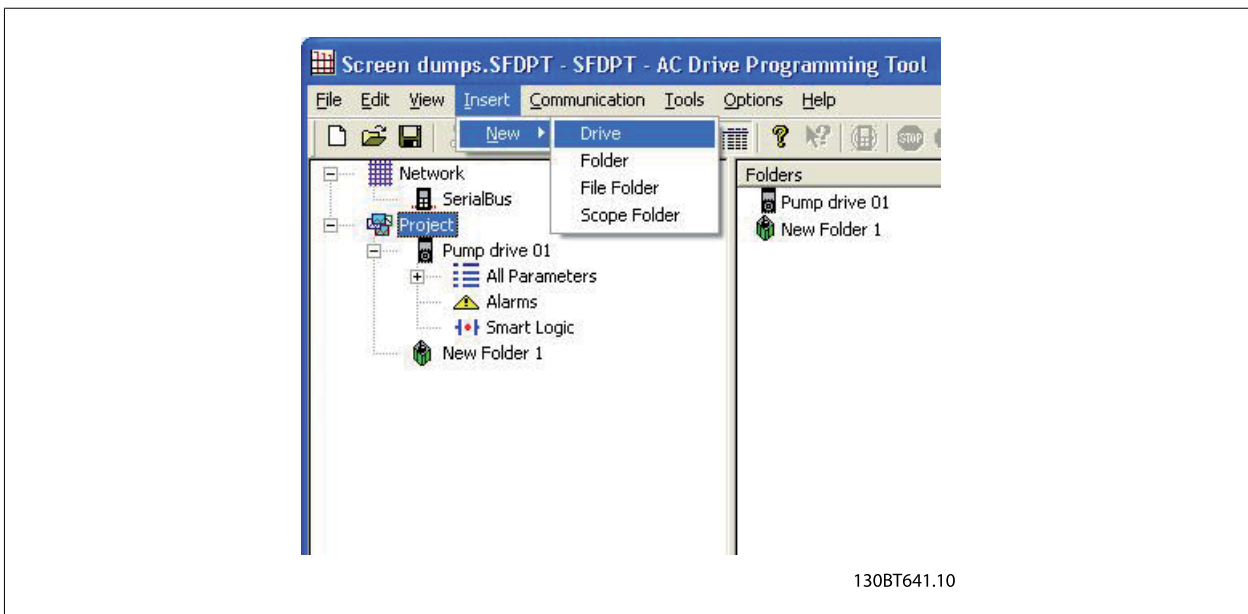 Screen dumps.SFDPT - SFDPT - AC Drive Programming Tool
File Edit View Insert Communication Tools Options Help
New Drive
Folder
File Folder
Scope Folder
STOP
Network
SerialBus
Project
Pump drive 01
All Parameters
Alarms
Smart Logic
New Folder 1
Folders
Pump drive 01
New Folder 1
130BT641.10